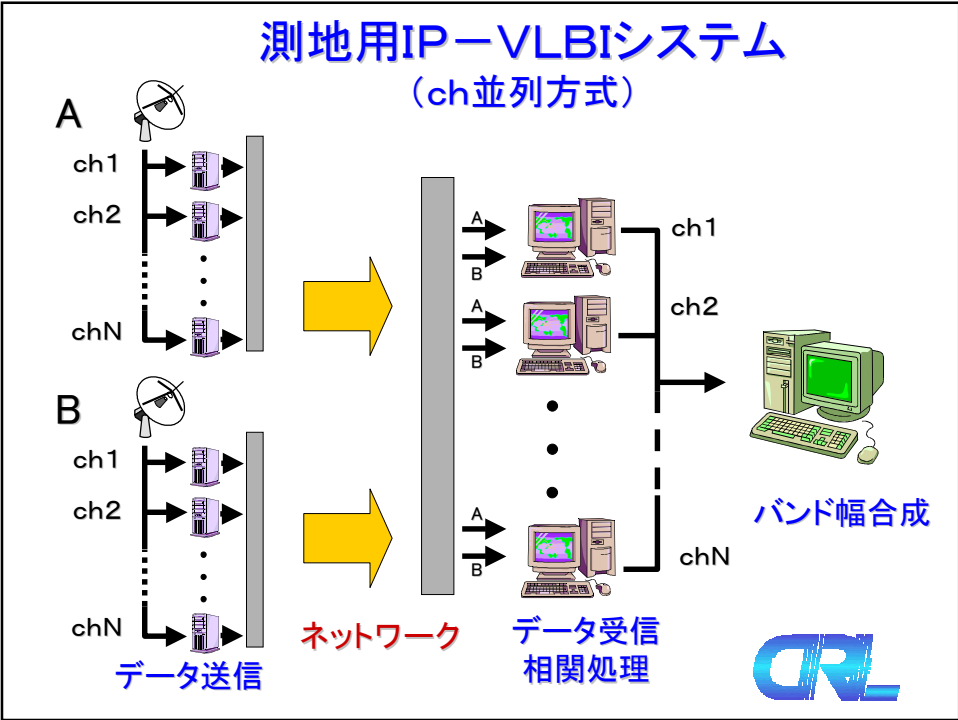 測地用IP－VLBIシステム
（ch並列方式）
A
ch1
ch2
chN
B
ch1
ch2
chN
データ送信
ネットワーク
A
B
A
B
A
B
データ受信
相関処理
ch1
ch2
chN
バンド幅合成
CRL